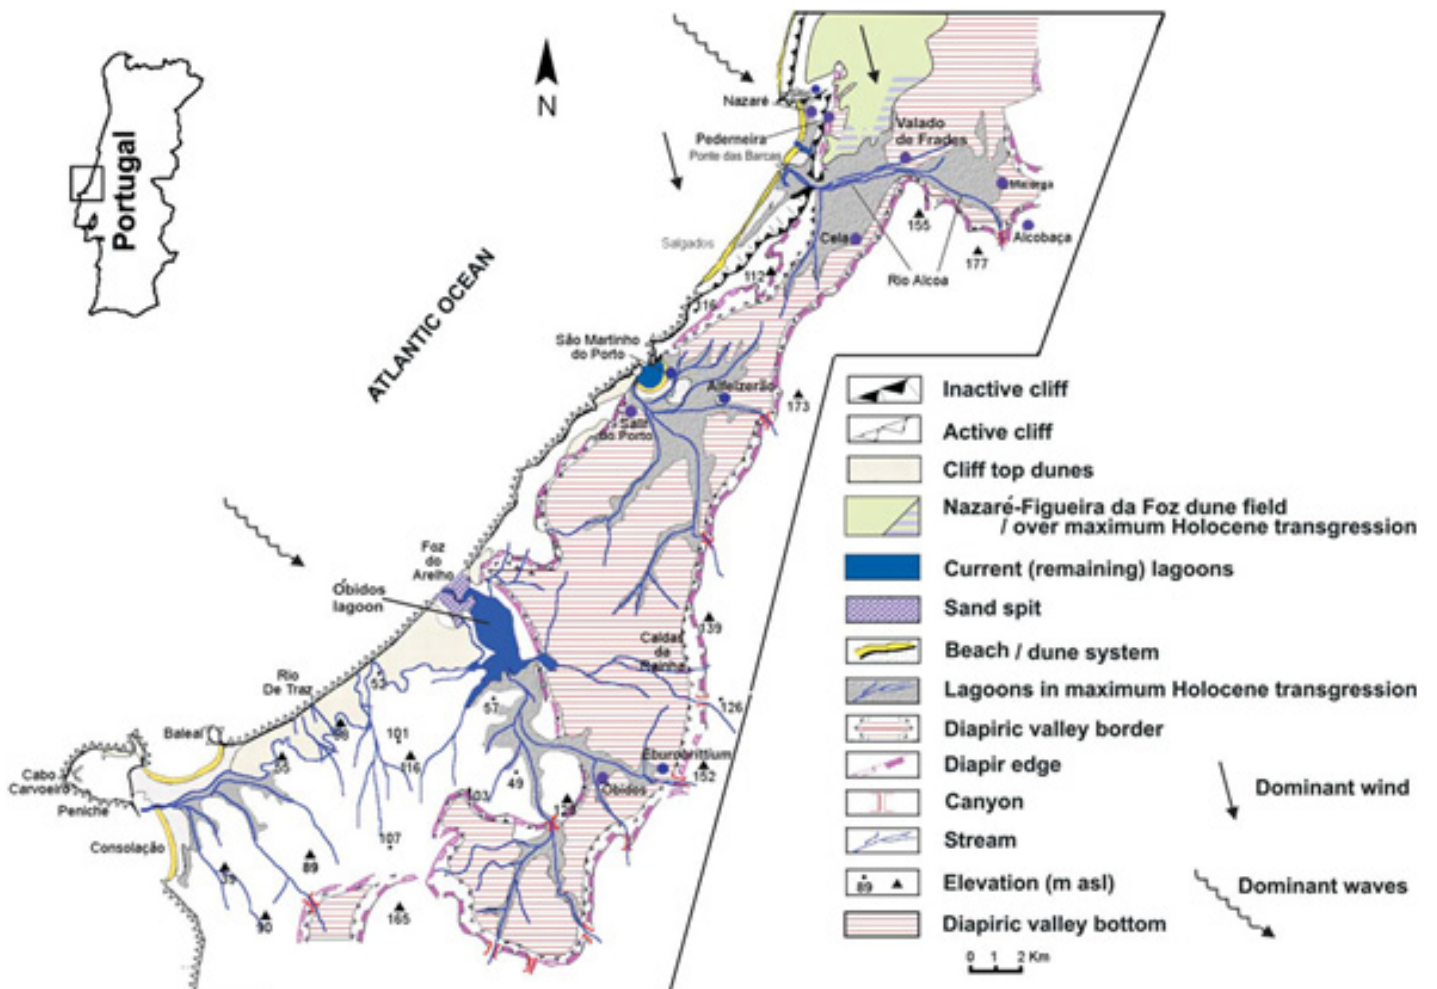 Portugal
N
ATLANTIC OCEAN
Nazaré
Pederneira
Ponte das Barcas
Valado
de Frades
Maiorga
Alcobaça
155
177
Cela
Rio Alcoa
Salgados
112
116
São Martinho
do Porto
Alfeizerão
173
Salir
do Porto
Foz
do
Arelho
Óbidos
lagoon
139
Caldas
da
Rainha
126
Rio
De Traz
52
57
Baleal
98
101
116
55
49
Eburobrittium
152
Óbidos
103
Cabo
Carvoeiro
Peniche
Consolação
107
89
39
90
165
Inactive cliff
Active cliff
Cliff top dunes
Nazaré-Figueira da Foz dune field
/ over maximum Holocene transgression
Current (remaining) lagoons
Sand spit
Beach / dune system
Lagoons in maximum Holocene transgression
Diapiric valley border
Diapir edge
Canyon
Stream
89
Elevation (m asl)
Diapiric valley bottom
Dominant wind
Dominant waves
0 1 2 Km